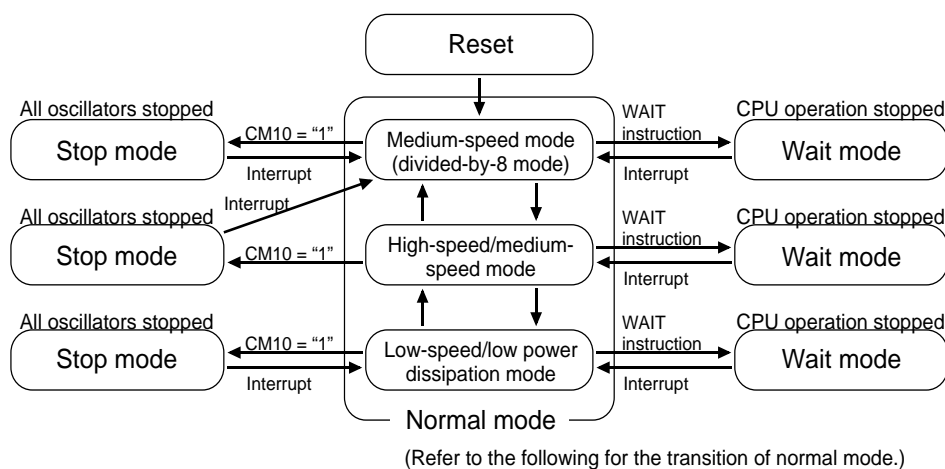 Reset
All oscillators stopped
Stop mode
CM10 = “1”
Interrupt
Medium-speed mode
(divided-by-8 mode)
WAIT
instruction
Interrupt
CPU operation stopped
Wait mode
All oscillators stopped
Interrupt
Stop mode
CM10 = “1”
High-speed/medium-
speed mode
WAIT
instruction
Interrupt
CPU operation stopped
Wait mode
All oscillators stopped
Stop mode
CM10 = “1”
Interrupt
Low-speed/low power
dissipation mode
WAIT
instruction
Interrupt
CPU operation stopped
Wait mode
Normal mode
(Refer to the following for the transition of normal mode.)